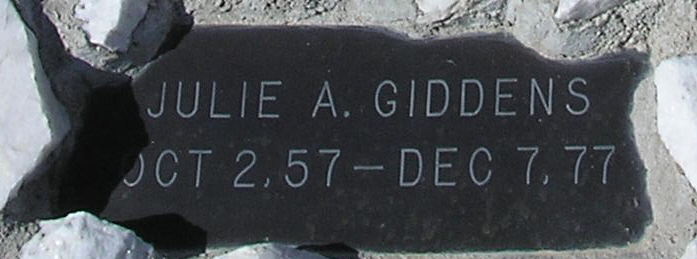 JULIE A. GIDDENS
OCT 2,57 — DEC 7,77